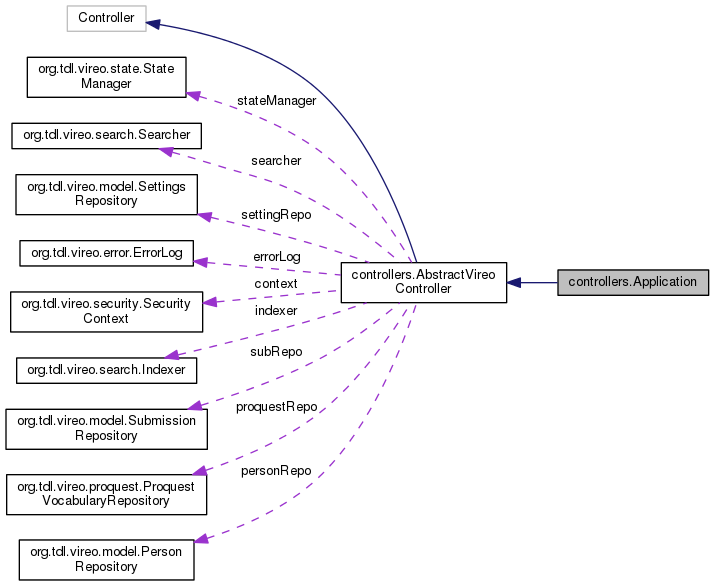 Controller
org.tdl.vireo.state.State
Manager
stateManager
org.tdl.vireo.search.Searcher
searcher
org.tdl.vireo.model.Settings
Repository
settingRepo
org.tdl.vireo.error.ErrorLog
errorLog
controllers.AbstractVireo
Controller
controllers.Application
context
org.tdl.vireo.security.Security
Context
indexer
org.tdl.vireo.search.Indexer
subRepo
org.tdl.vireo.model.Submission
Repository
proquestRepo
org.tdl.vireo.proquest.Proquest
VocabularyRepository
personRepo
org.tdl.vireo.model.Person
Repository